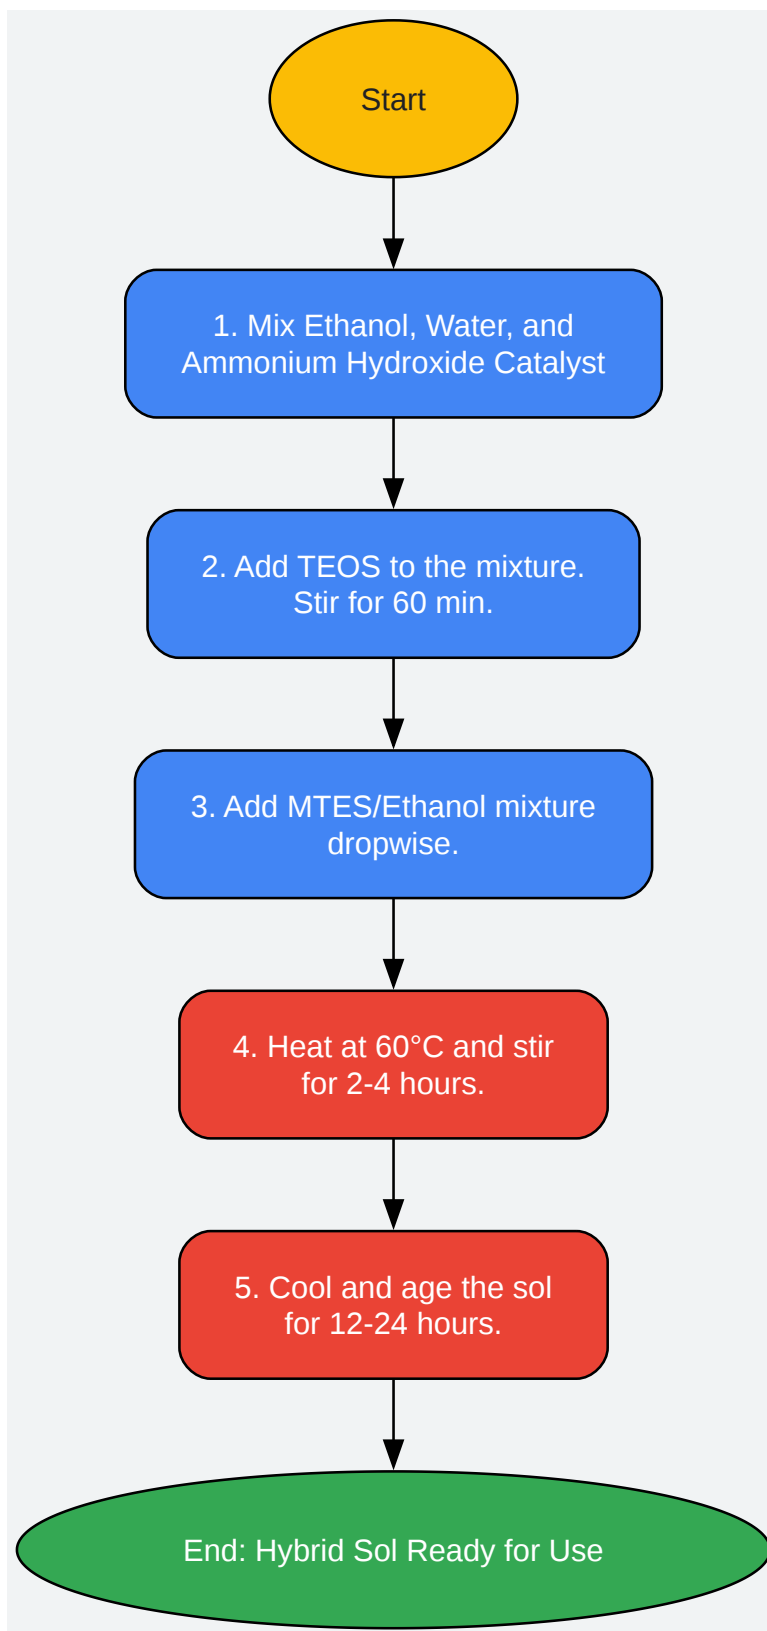 Start
1. Mix Ethanol, Water, and
Ammonium Hydroxide Catalyst
2. Add TEOS to the mixture.
Stir for 60 min.
3. Add MTES/Ethanol mixture
dropwise.
4. Heat at 60°C and stir
for 2-4 hours.
5. Cool and age the sol
for 12-24 hours.
End: Hybrid Sol Ready for Use